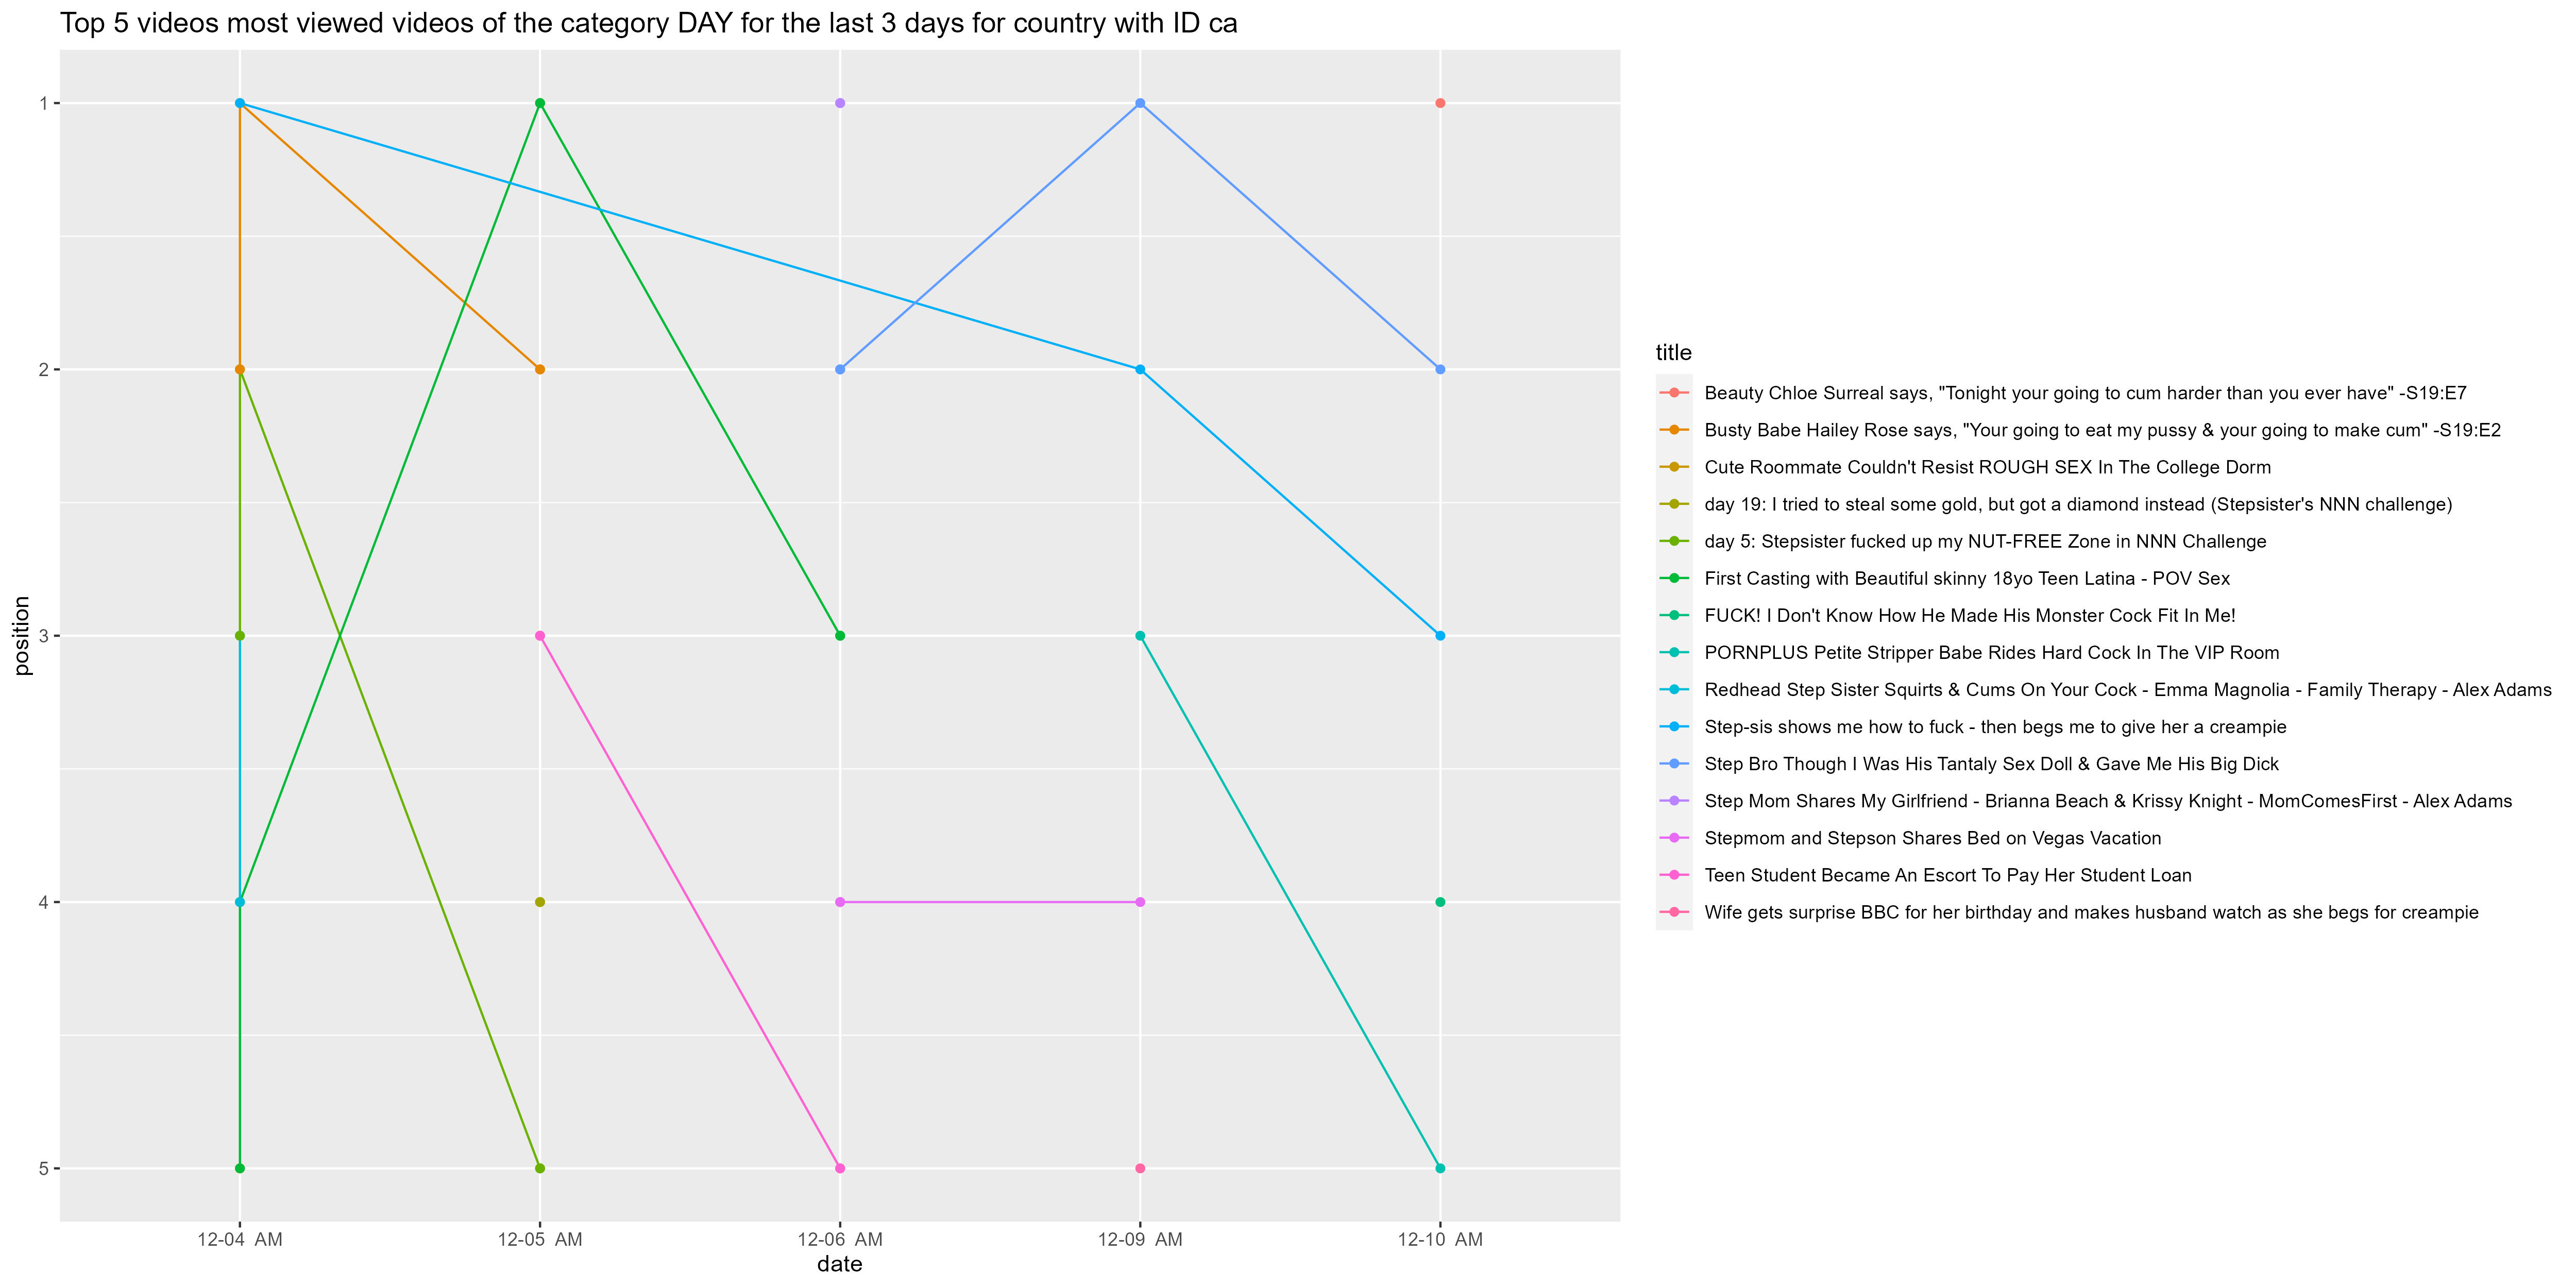 Top 5 videos most viewed videos of the category DAY for the last 3 days for country with ID ca
position
1
2
3
4
5
12-04 AM
12-05 AM
12-06 AM
12-09 AM
12-10 AM
date
title
Beauty Chloe Surreal says, "Tonight your going to cum harder than you ever have" -S19:E7
Busty Babe Hailey Rose says, "Your going to eat my pussy & your going to make cum" -S19:E2
Cute Roommate Couldn't Resist ROUGH SEX In The College Dorm
day 19: I tried to steal some gold, but got a diamond instead (Stepsister's NNN challenge)
day 5: Stepsister fucked up my NUT-FREE Zone in NNN Challenge
First Casting with Beautiful skinny 18yo Teen Latina - POV Sex
FUCK! I Don't Know How He Made His Monster Cock Fit In Me!
PORNPLUS Petite Stripper Babe Rides Hard Cock In The VIP Room
Redhead Step Sister Squirts & Cums On Your Cock - Emma Magnolia - Family Therapy - Alex Adams
Step-sis shows me how to fuck - then begs me to give her a creampie
Step Bro Though I Was His Tantaly Sex Doll & Gave Me His Big Dick
Step Mom Shares My Girlfriend - Brianna Beach & Krissy Knight - MomComesFirst - Alex Adams
Stepmom and Stepson Shares Bed on Vegas Vacation
Teen Student Became An Escort To Pay Her Student Loan
Wife gets surprise BBC for her birthday and makes husband watch as she begs for creampie